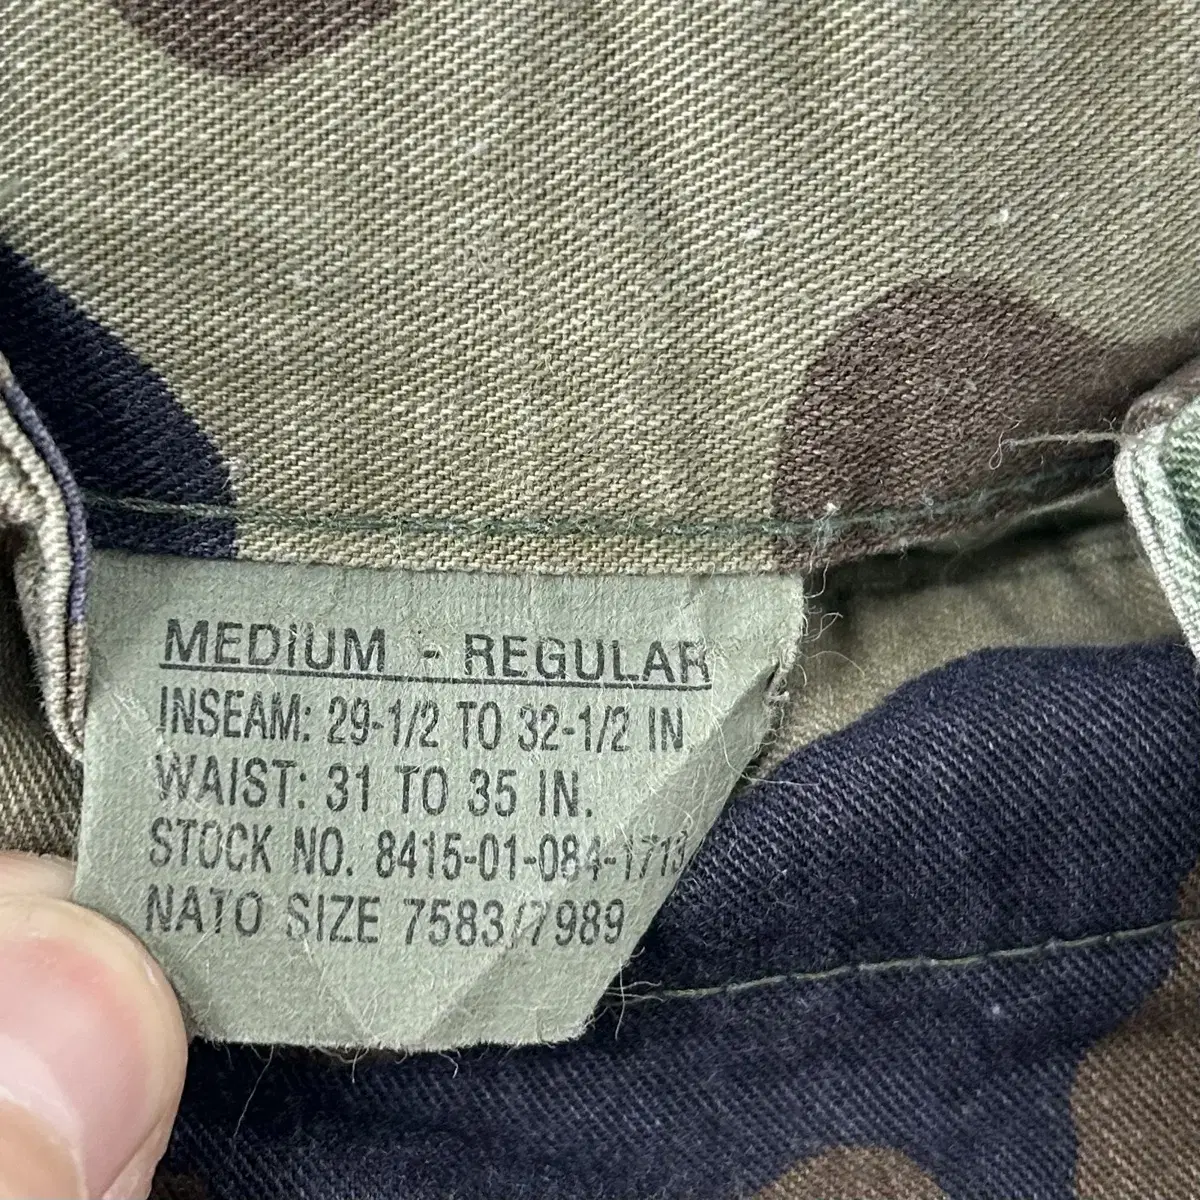 MEDIUM - REGULAR
INSEAM: 29-1/2 TO 32-1/2 IN
WAIST: 31 TO 35 IN.
STOCK NO. 8415-01-084-1713
NATO SIZE 7583/7989